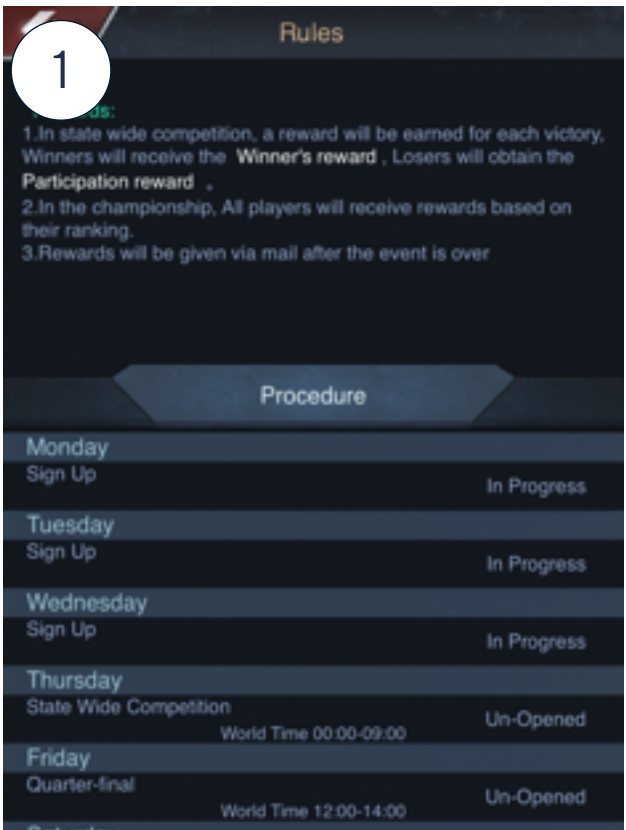 Rules
1
1.In state wide competition, a reward will be earned for each victory,
Winners will receive the Winner's reward , Losers will obtain the
Participation reward 。
2.In the championship, All players will receive rewards based on
their ranking.
3.Rewards will be given via mail after the event is over
Procedure
Monday
Sign Up
In Progress
Tuesday
Sign Up
In Progress
Wednesday
Sign Up
In Progress
Thursday
State Wide Competition
Un-Opened
World Time 00:00-09:00
Friday
Quarter-final
Un-Opened
World Time 12:00-14:00